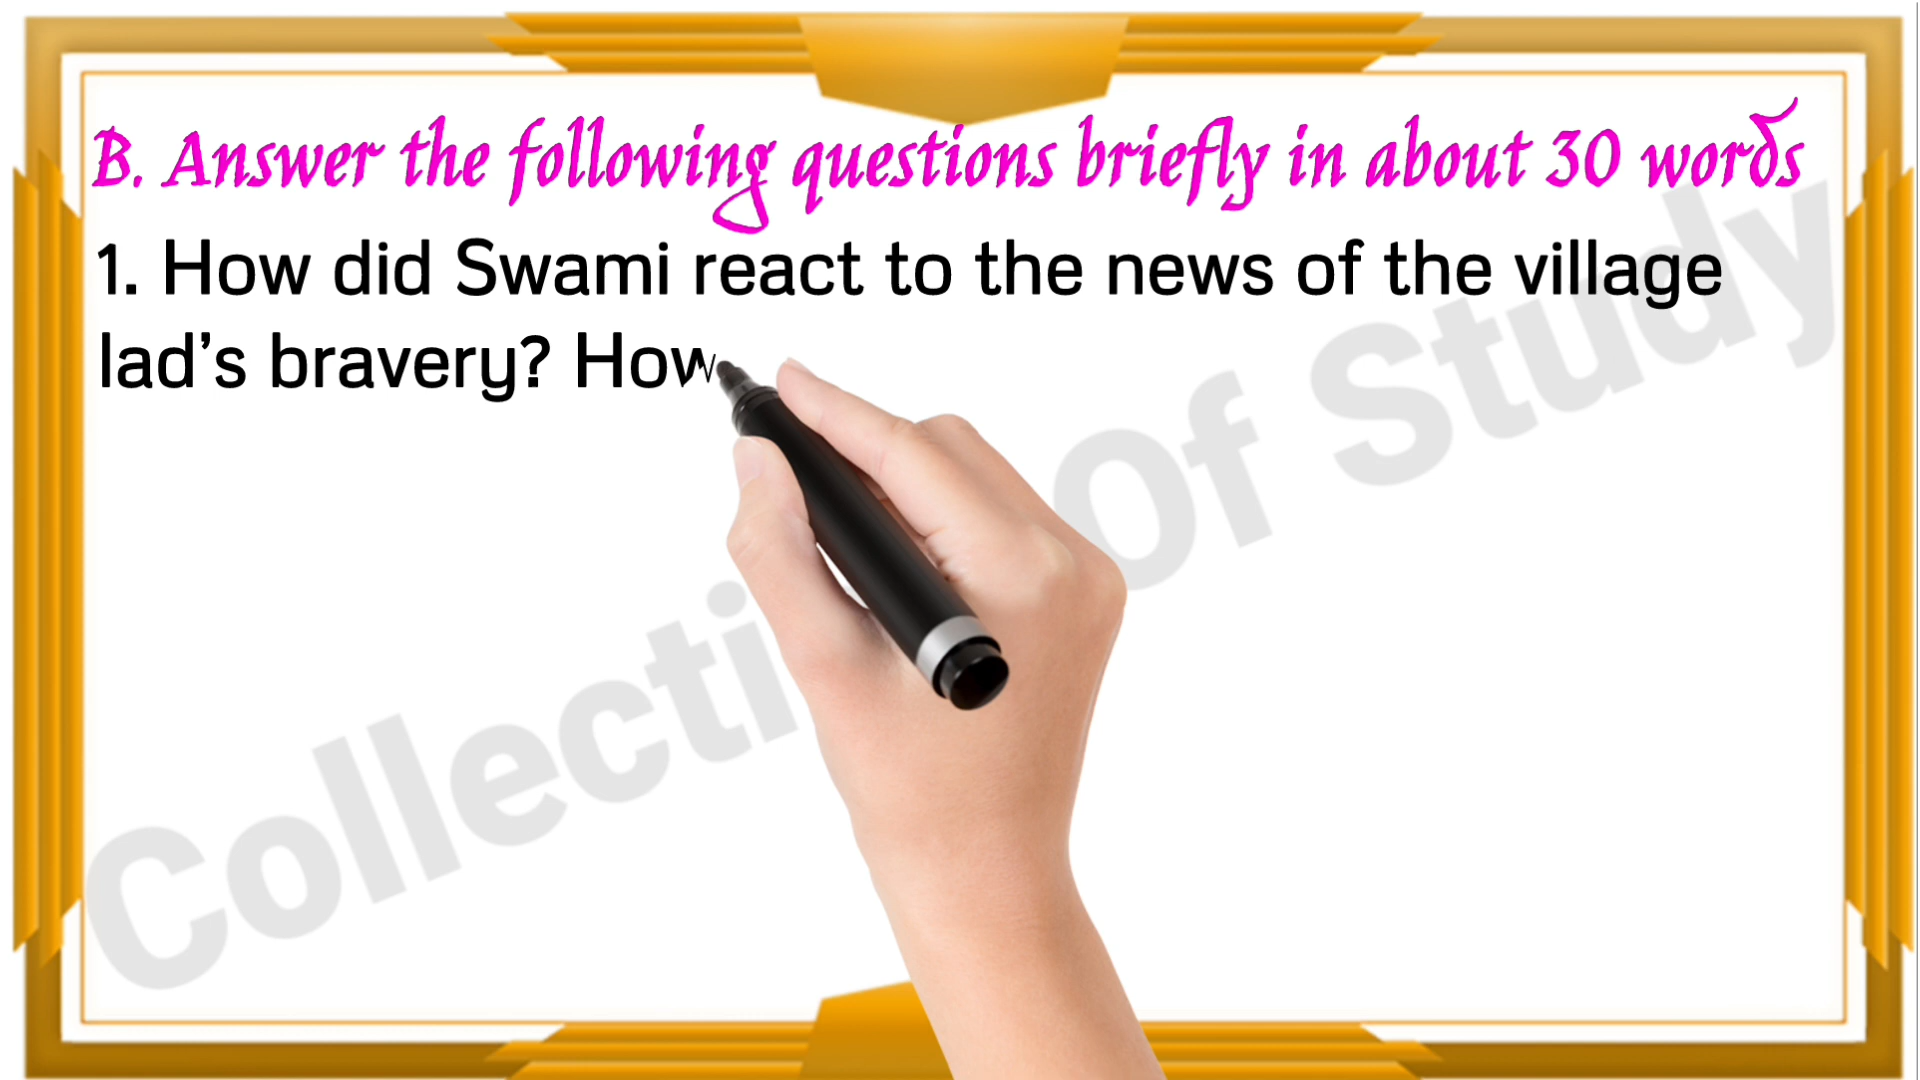 B. Answer the following questions briefly in about 30 words
1. How did Swami react to the news of the village
lad’s bravery? How
Collecti Of Study